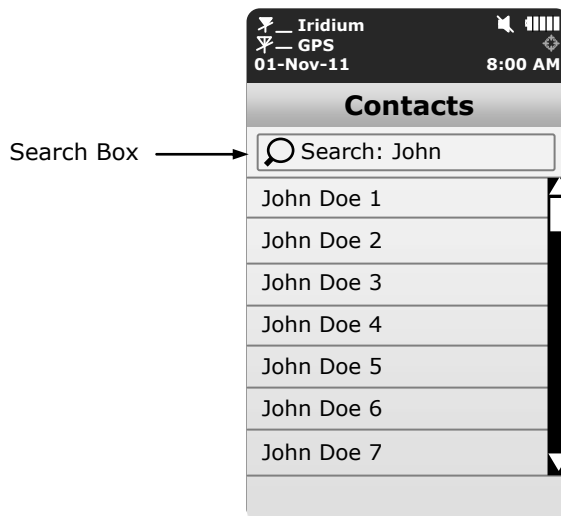 Iridium
GPS
01-Nov-11 8:00 AM
Contacts
Search Box
Search: John
John Doe 1
John Doe 2
John Doe 3
John Doe 4
John Doe 5
John Doe 6
John Doe 7